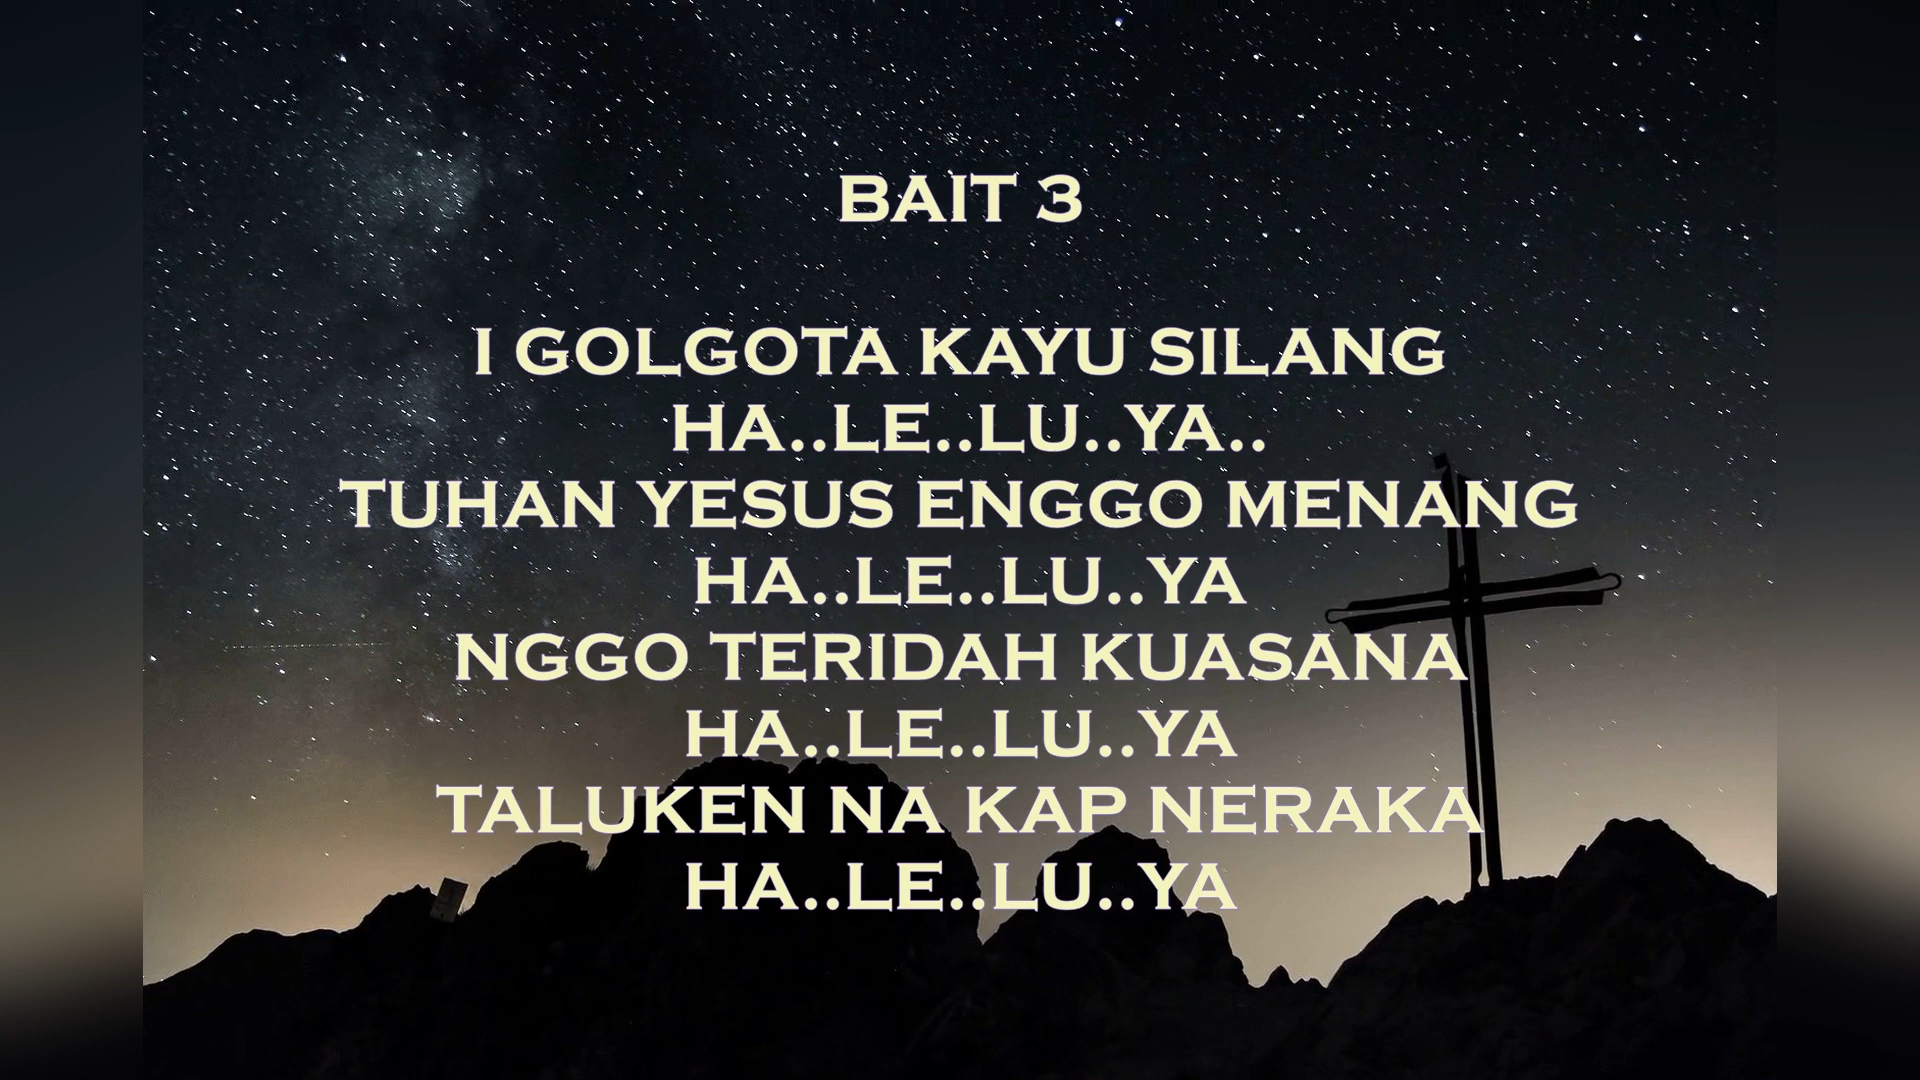 BAIT 3
I GOLGOTA KAYU SILANG
HA..LE..LU..YA..
TUHAN YESUS ENGGO MENANG
HA..LE..LU..YA
NGGO TERIDAH KUASANA
HA..LE..LU..YA
TALUKEN NA KAP NERAKA
HA..LE..LU..YA